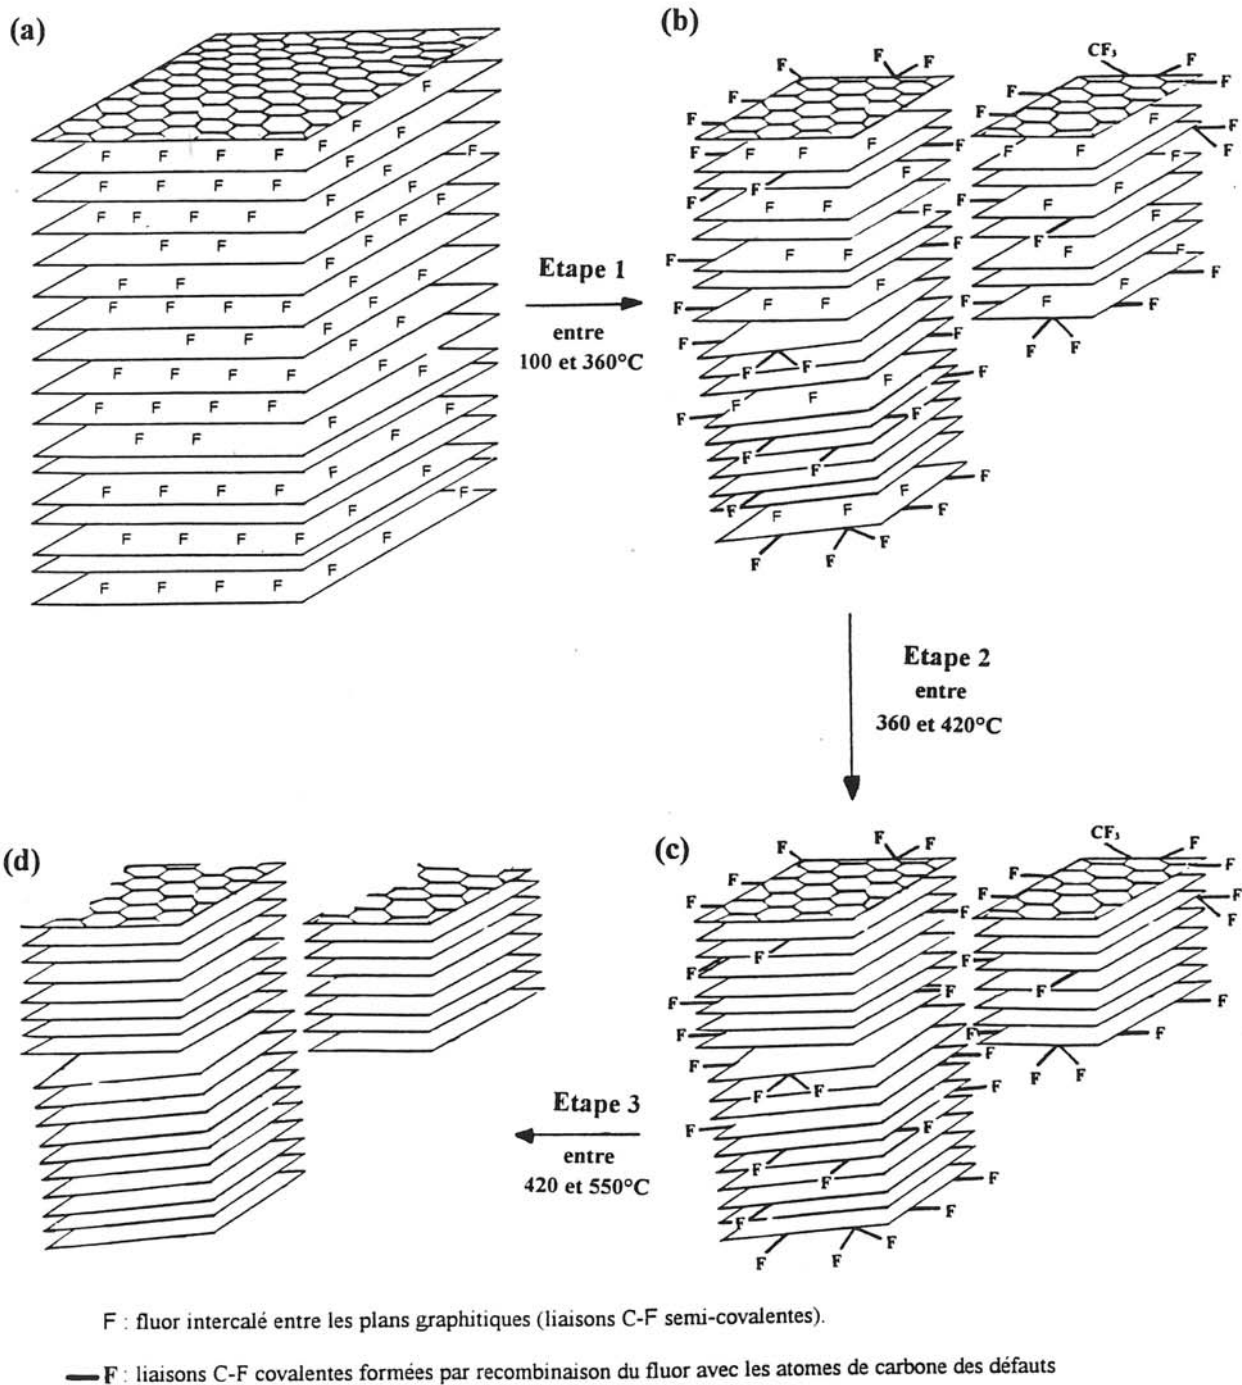 (a)
F
F F
F F F F F F F
F F F F F F
F F F F F F F
F F F F
F F F F
F F F F F F
F F F F
F F F F F F
F F F F F F
F F F
F F F F F F
F F F F F
F F F F F
Etape 1
entre
100 et 360°C
(b)
F F F
F F
F F F F
F F F
F F F F
F F F
F F F F
F F F
F F
F F F
F F
F F F F
F F
F F F
F F F
F F F
CF₃
F F
F F
F F
F F F
F F F
F F
F F F
F F F
F F
Etape 2
entre
360 et 420°C
(c)
F F F
F
F F
F F
F F
F F
F F F
F F
F F
F F
F F
F F F
CF₃
F F
F F
F F
F F
F F
F F
F F
Etape 3
entre
420 et 550°C
(d)
F : fluor intercalé entre les plans graphitiques (liaisons C-F semi-covalentes).
F : liaisons C-F covalentes formées par recombinaison du fluor avec les atomes de carbone des défauts